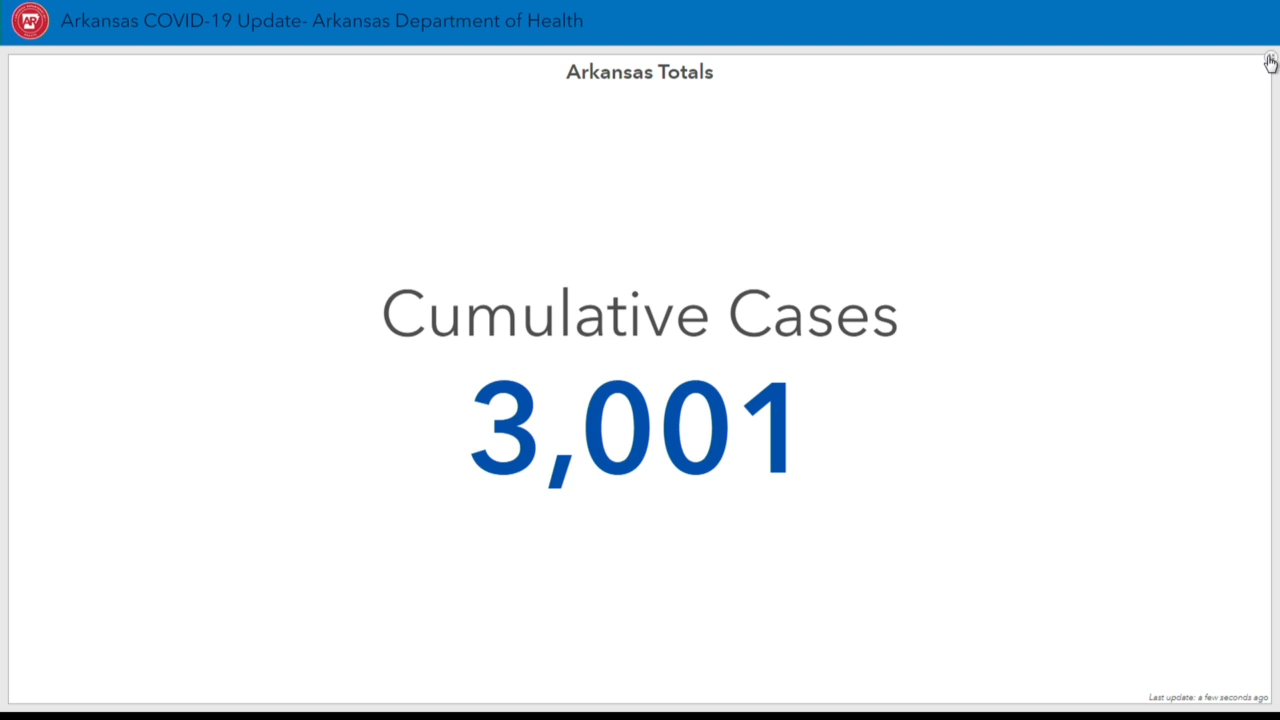 AR
Arkansas COVID-19 Update- Arkansas Department of Health
Arkansas Totals
Cumulative Cases
3,001
Last update: a few seconds ago